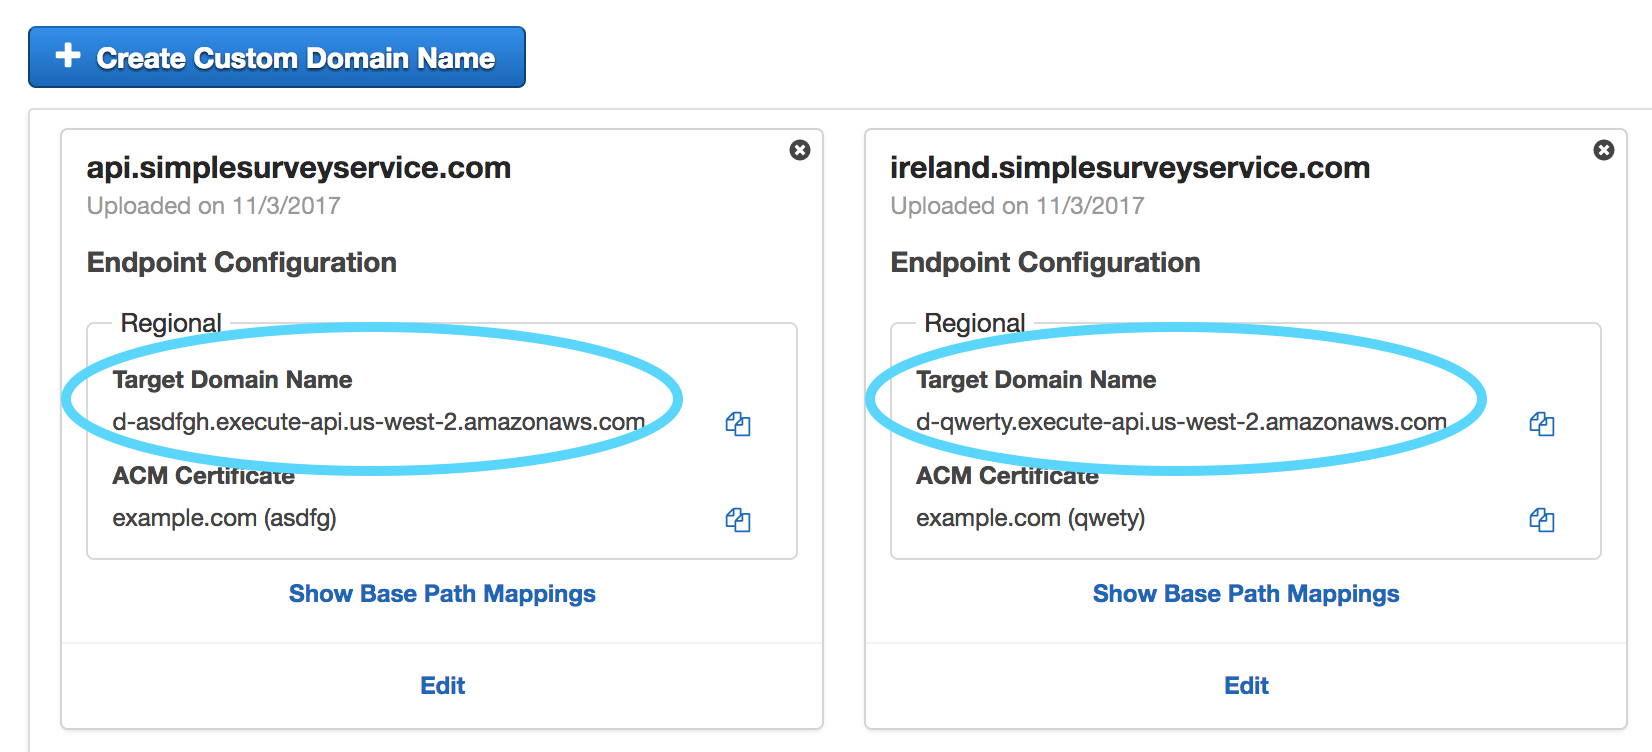 Create Custom Domain Name
api.simplesurveyservice.com
Uploaded on 11/3/2017
Endpoint Configuration
Regional
Target Domain Name
d-asdfgh.execute-api.us-west-2.amazonaws.com
ACM Certificate
example.com (asdfg)
Show Base Path Mappings
Edit
ireland.simplesurveyservice.com
Uploaded on 11/3/2017
Endpoint Configuration
Regional
Target Domain Name
d-qwerty.execute-api.us-west-2.amazonaws.com
ACM Certificate
example.com (qwety)
Show Base Path Mappings
Edit